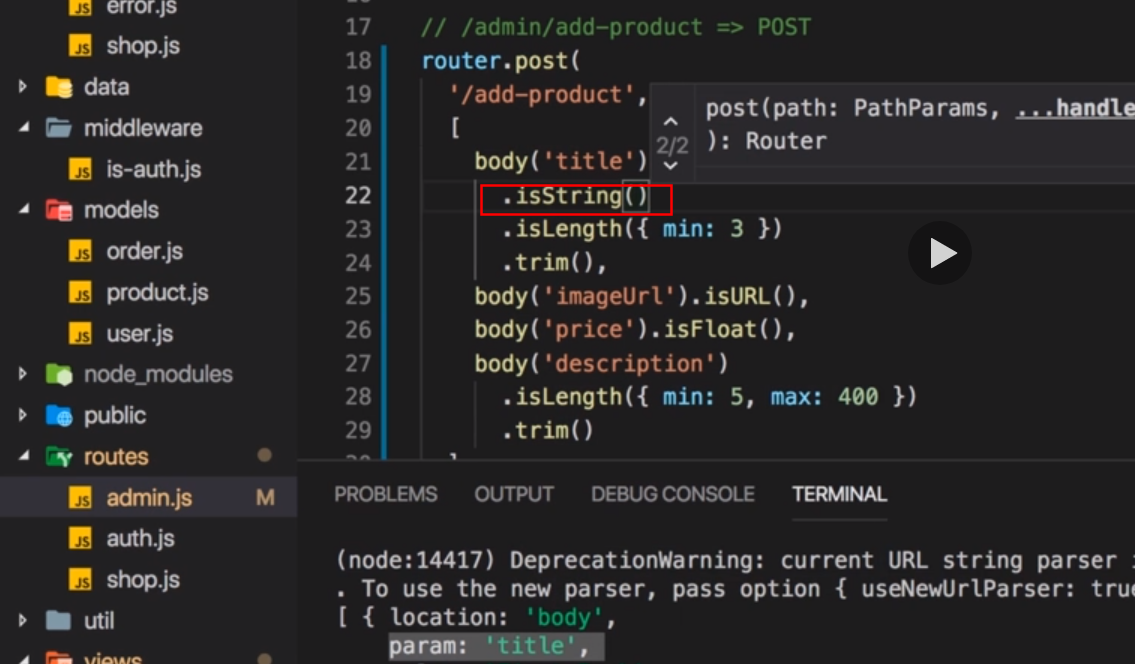 error.js
shop.js
data
middleware
is-auth.js
models
order.js
product.js
user.js
node_modules
public
routes
admin.js M
auth.js
shop.js
util
views
17 // /admin/add-product => POST
18 router.post(
19 '/add-product',
20 [
21 body('title')
22 .isString()
23 .isLength({ min: 3 })
24 .trim(),
25 body('imageUrl').isURL(),
26 body('price').isFloat(),
27 body('description')
28 .isLength({ min: 5, max: 400 })
29 .trim()
2/2
post(path: PathParams, ...handle
): Router
PROBLEMS OUTPUT DEBUG CONSOLE TERMINAL
(node:14417) DeprecationWarning: current URL string parser i
. To use the new parser, pass option { useNewUrlParser: true
[ { location: 'body',
param: 'title',